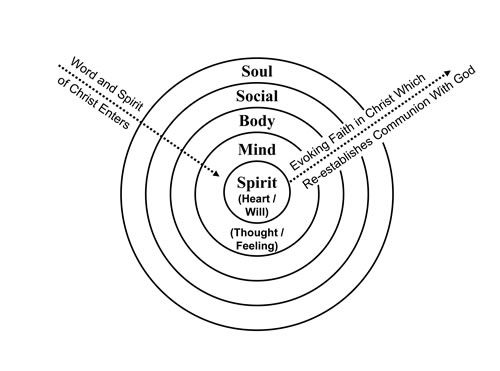 Word and Spirit
of Christ Enters
Soul
Social
Body
Mind
Spirit
(Heart /
Will)
(Thought /
Feeling)
Evoking Faith in Christ Which
Re-establishes Communion With God